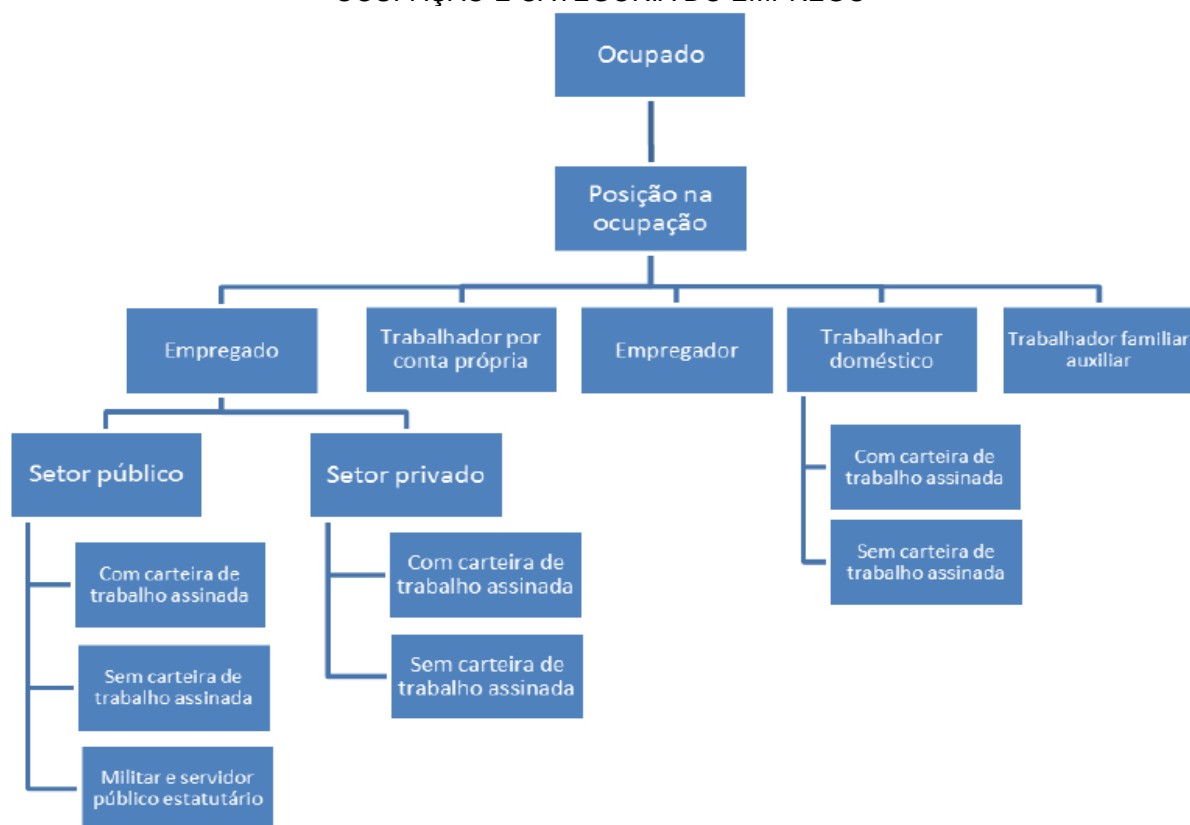 Ocupado
Posição na
ocupação
Empregado
Trabalhador por
conta própria
Empregador
Trabalhador
doméstico
Trabalhador familiar
auxiliar
Setor público
Setor privado
Com carteira de
trabalho assinada
Sem carteira de
trabalho assinada
Com carteira de
trabalho assinada
Sem carteira de
trabalho assinada
Militar e servidor
público estatutário
Com carteira de
trabalho assinada
Sem carteira de
trabalho assinada